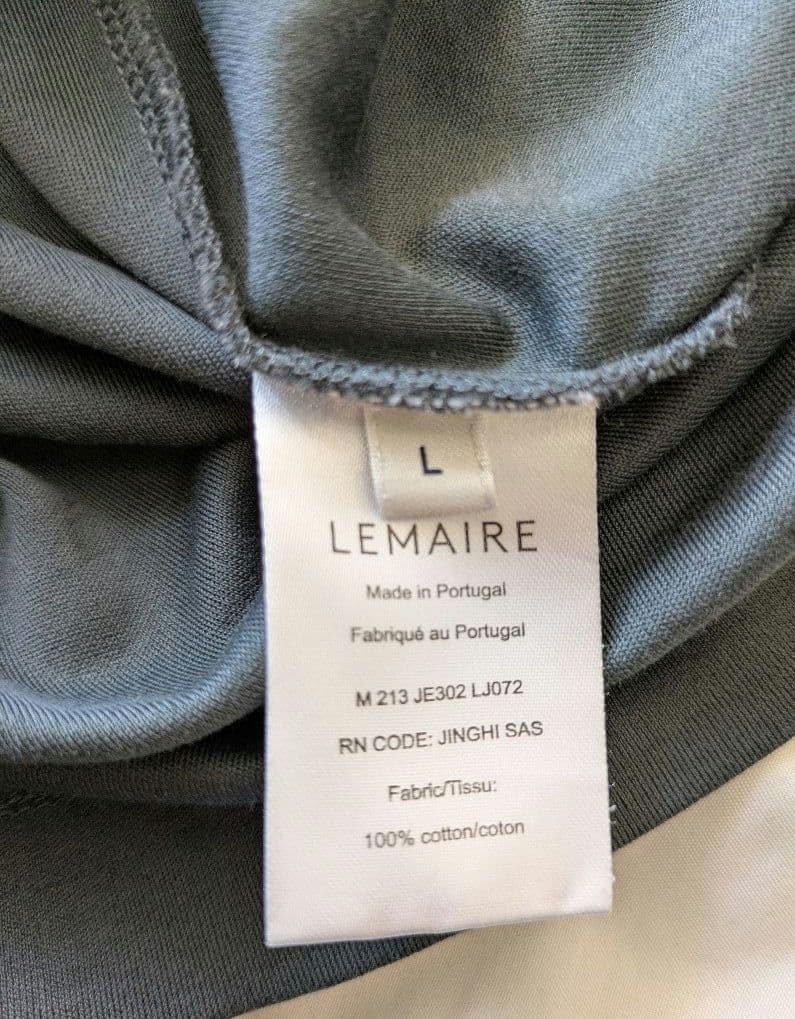 L
LEMAIRE
Made in Portugal
Fabriqué au Portugal
M 213 JE302 LJ072
RN CODE: JINGHI SAS
Fabric/Tissu:
100% cotton/coton